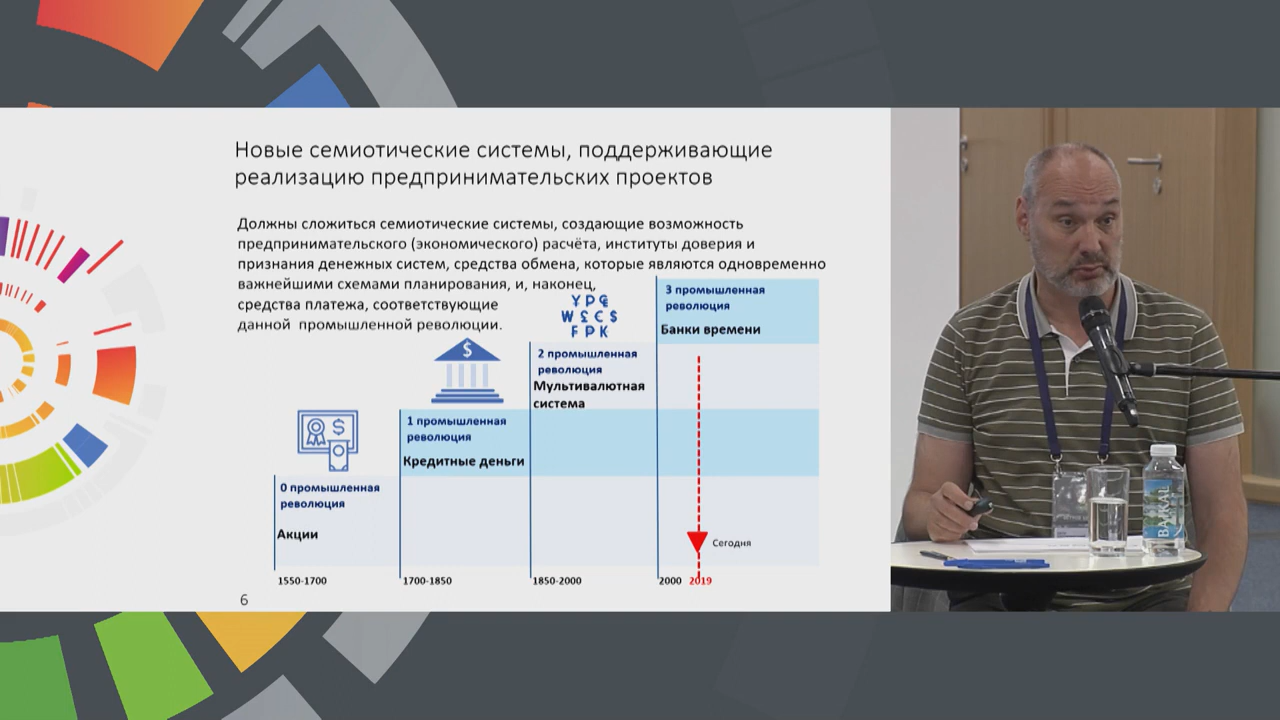 Новые семиотические системы, поддерживающие
реализацию предпринимательских проектов
Должны сложиться семиотические системы, создающие возможность
предпринимательского (экономического) расчёта, институты доверия и
признания денежных систем, средства обмена, которые являются одновременно
важнейшими схемами планирования, и, наконец,
средства платежа, соответствующие
данной промышленной революции.
0 промышленная
революция
Акции
1 промышленная
революция
Кредитные деньги
2 промышленная
революция
Мультивалютная
система
3 промышленная
революция
Банки времени
Сегодня
1550-1700
1700-1850
1850-2000
2000
2019
6
BAIKAL